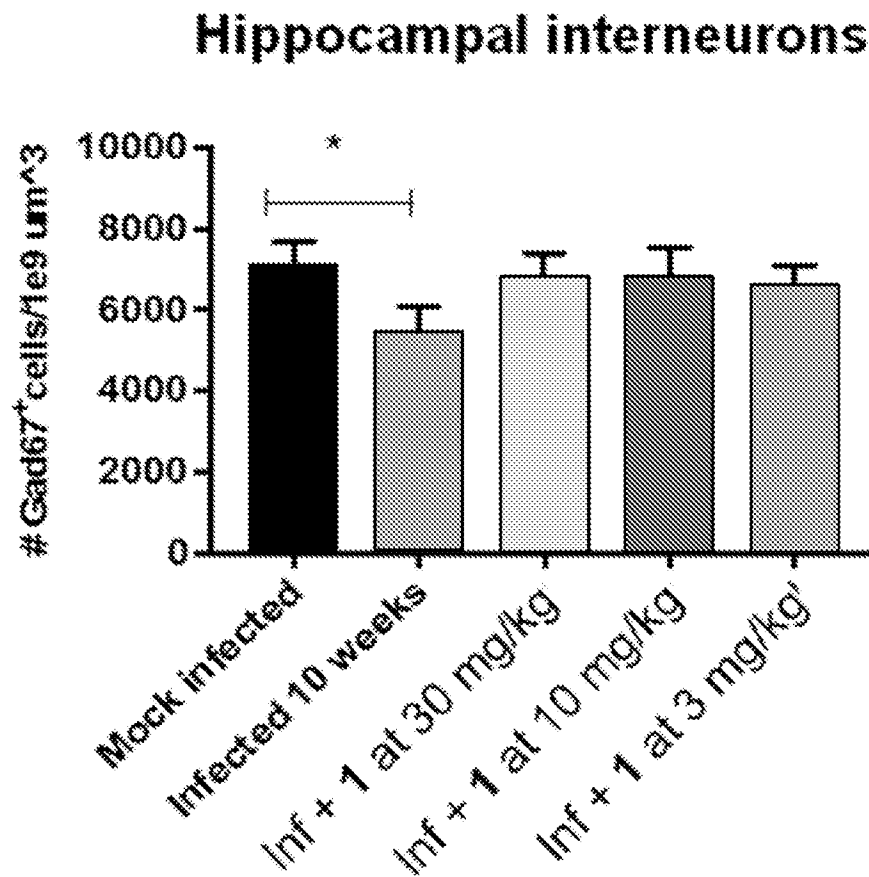 Hippocampal interneurons
# Gad67+cells/1e9 um^3
10000
8000
6000
4000
2000
0
*
Mock infected
Infected 10 weeks
Inf + 1 at 30 mg/kg
Inf + 1 at 10 mg/kg
Inf + 1 at 3 mg/kg'